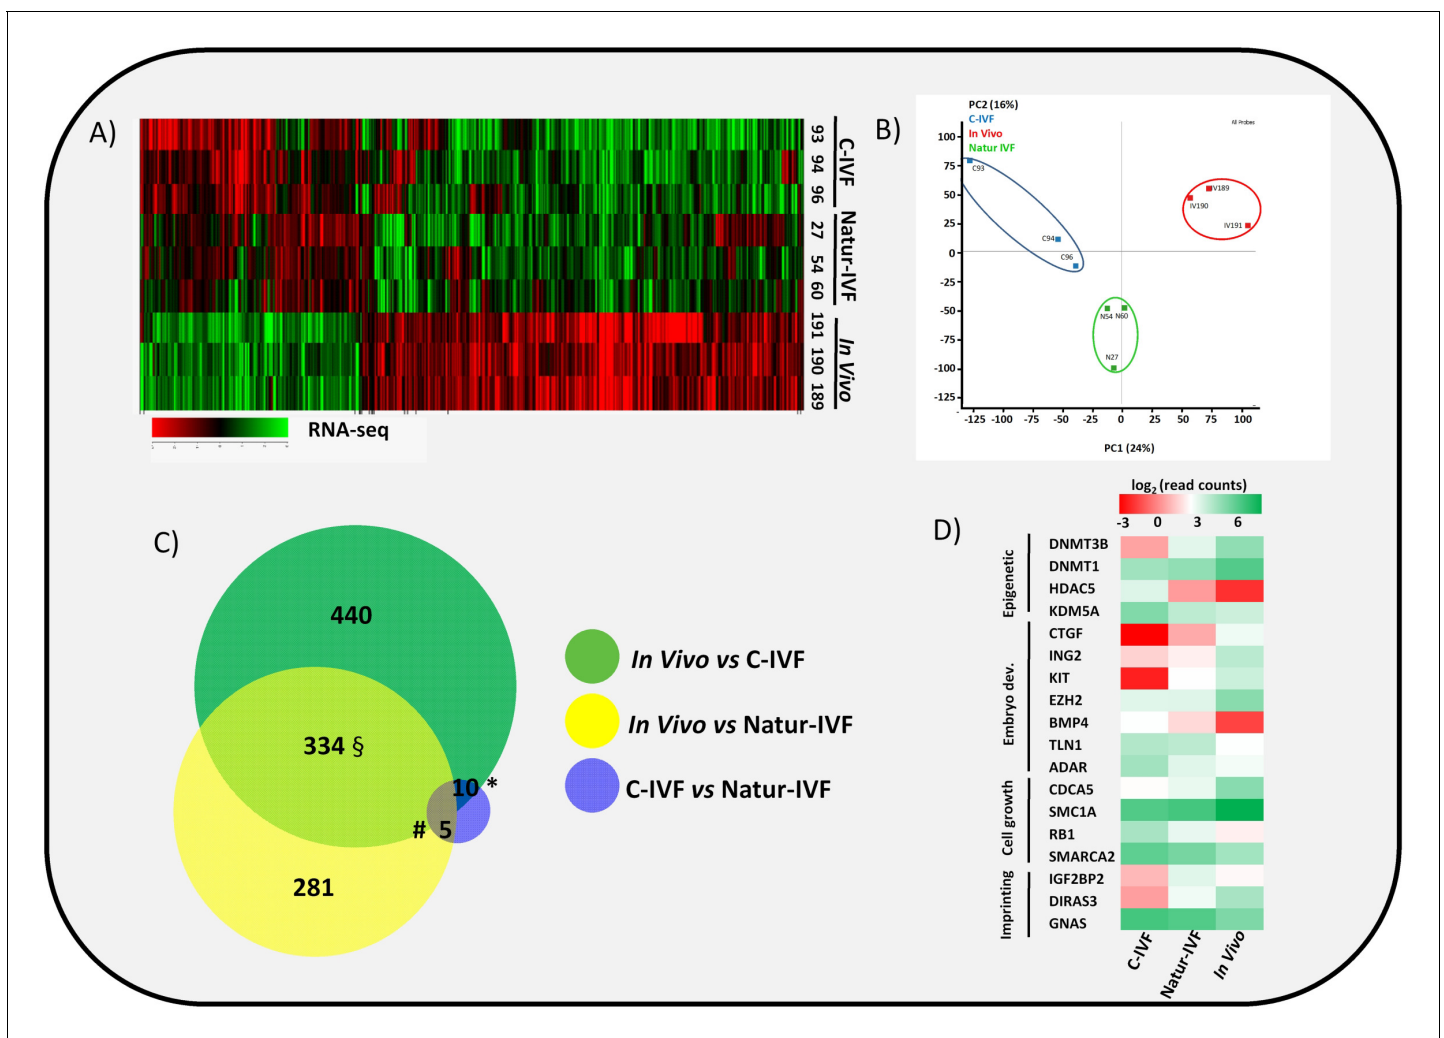 A)
93
94
96
C-IVF
27
54
60
Natur-IVF
191
190
189
In Vivo
RNA-seq
B)
PC2 (16%)
C-IVF
In Vivo
Natur IVF
All Probes
100
75
50
25
0
-25
-50
-75
-100
-125
C93
C94
C96
V189
IV190
IV191
N54 N60
N27
-125 -100 -75 -50 -25 0 25 50 75 100
PC1 (24%)
C)
440
334 §
10 *
# 5
281
In Vivo vs C-IVF
In Vivo vs Natur-IVF
C-IVF vs Natur-IVF
D)
log2 (read counts)
-3 0 3 6
Epigenetic
DNMT3B
DNMT1
HDAC5
KDM5A
Embryo dev.
CTGF
ING2
KIT
EZH2
BMP4
TLN1
ADAR
Cell growth
CDCA5
SMC1A
RB1
SMARCA2
Imprinting
IGF2BP2
DIRAS3
GNAS
C-IVF
Natur-IVF
In Vivo